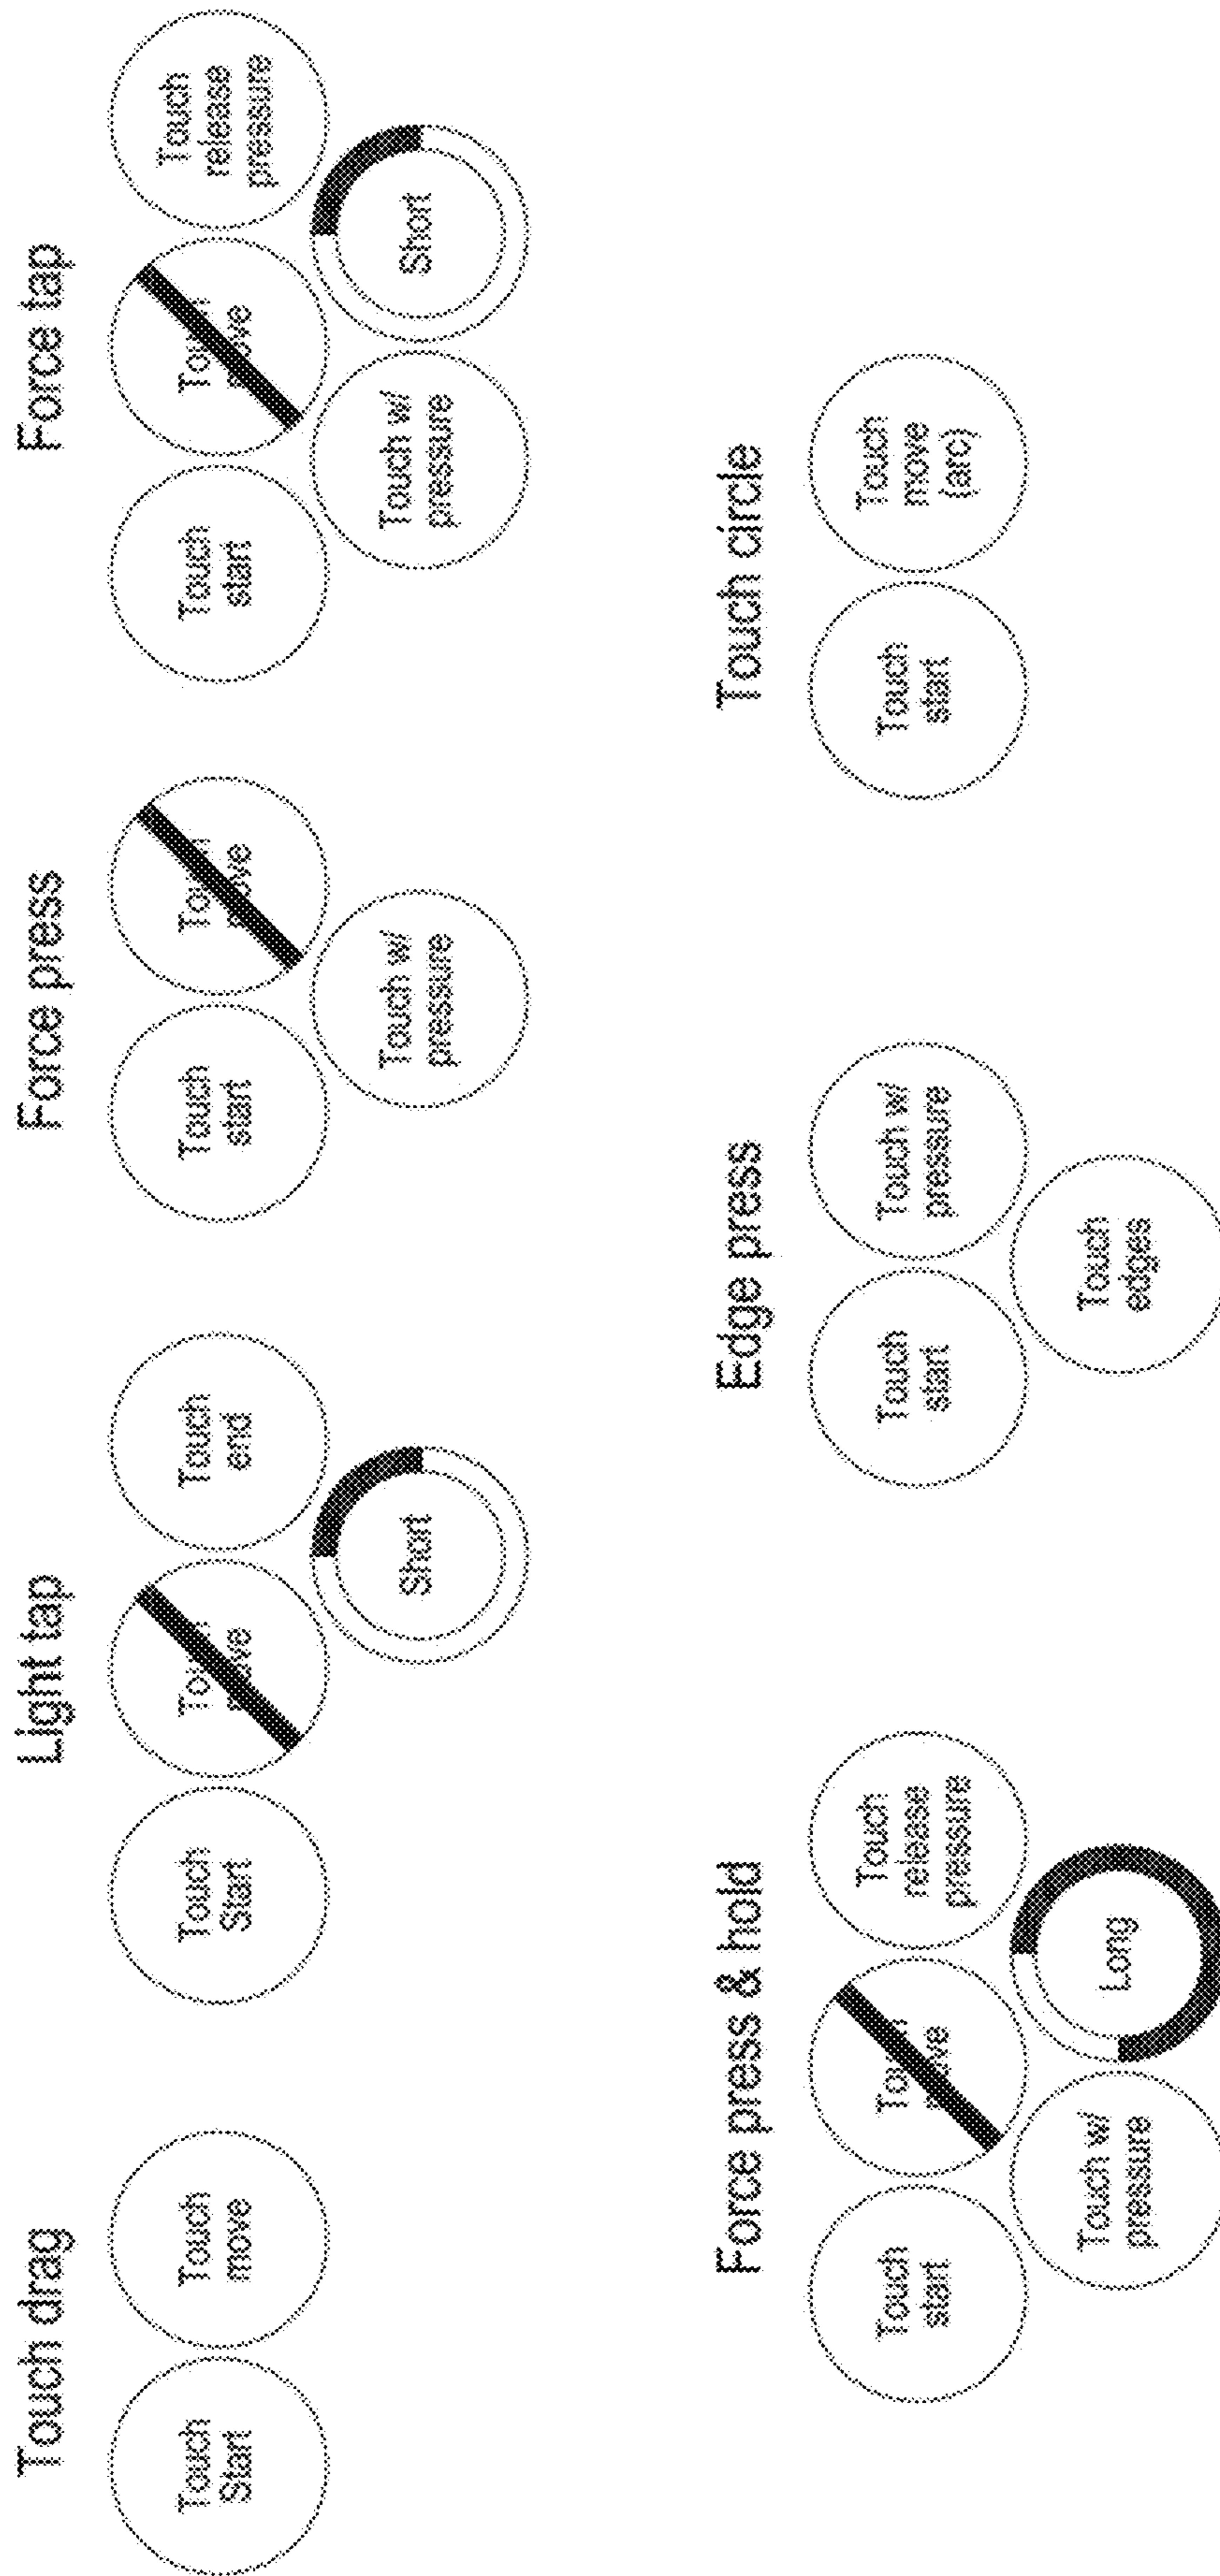 Touch drag
Touch
Start
Touch
move
Light tap
Touch
Start
Touch
end
Short
Force press
Touch
start
Touch w/
pressure
Force tap
Touch
start
Touch
release
pressure
Touch w/
pressure
Short
Force press & hold
Touch
start
Touch
release
pressure
Touch w/
pressure
Long
Edge press
Touch
start
Touch w/
pressure
Touch
edges
Touch circle
Touch
start
Touch
move
(arc)